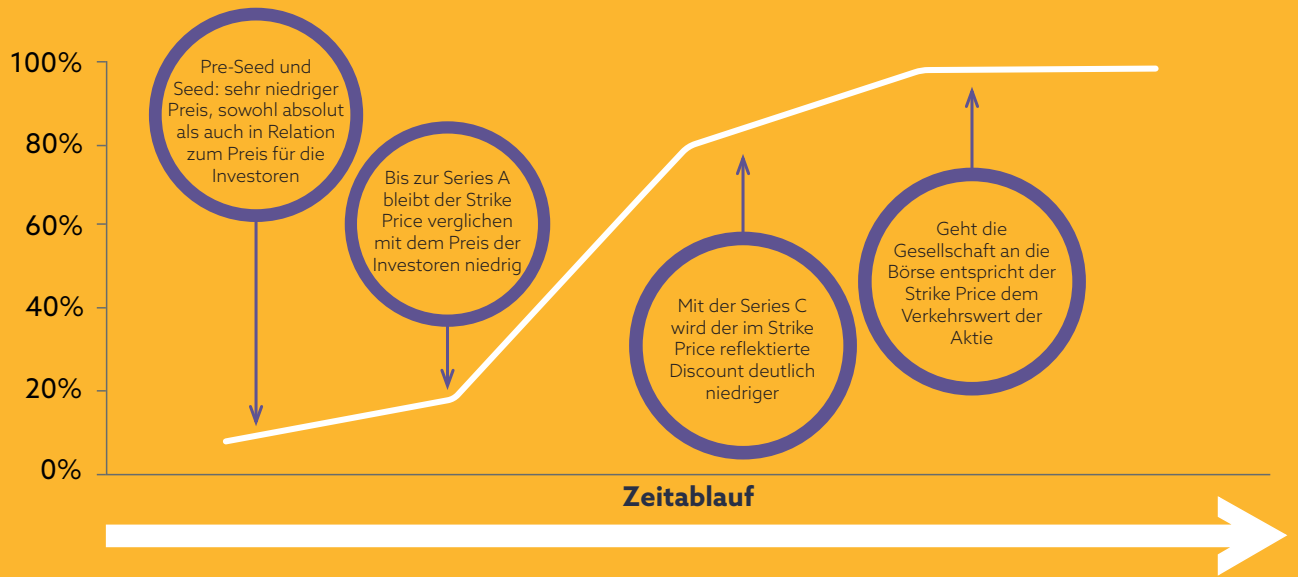 100%
80%
60%
40%
20%
0%
Pre-Seed und
Seed: sehr niedriger
Preis, sowohl absolut
als auch in Relation
zum Preis für die
Investoren
Bis zur Series A
bleibt der Strike
Price verglichen
mit dem Preis der
Investoren niedrig
Mit der Series C
wird der im Strike
Price reflektierte
Discount deutlich
niedriger
Geht die
Gesellschaft an die
Börse entspricht der
Strike Price dem
Verkehrswert der
Aktie
Zeitablauf